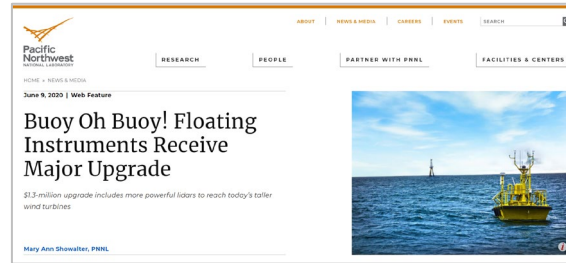 ABOUT NEWS & MEDIA CAREERS EVENTS SEARCH
Pacific
Northwest
NATIONAL LABORATORY
RESEARCH PEOPLE PARTNER WITH PNNL FACILITIES & CENTERS
HOME » NEWS & MEDIA
June 9, 2020 | Web Feature
Buoy Oh Buoy! Floating
Instruments Receive
Major Upgrade
$1.3-million upgrade includes more powerful lidars to reach today's taller
wind turbines
Mary Ann Showalter, PNNL
i